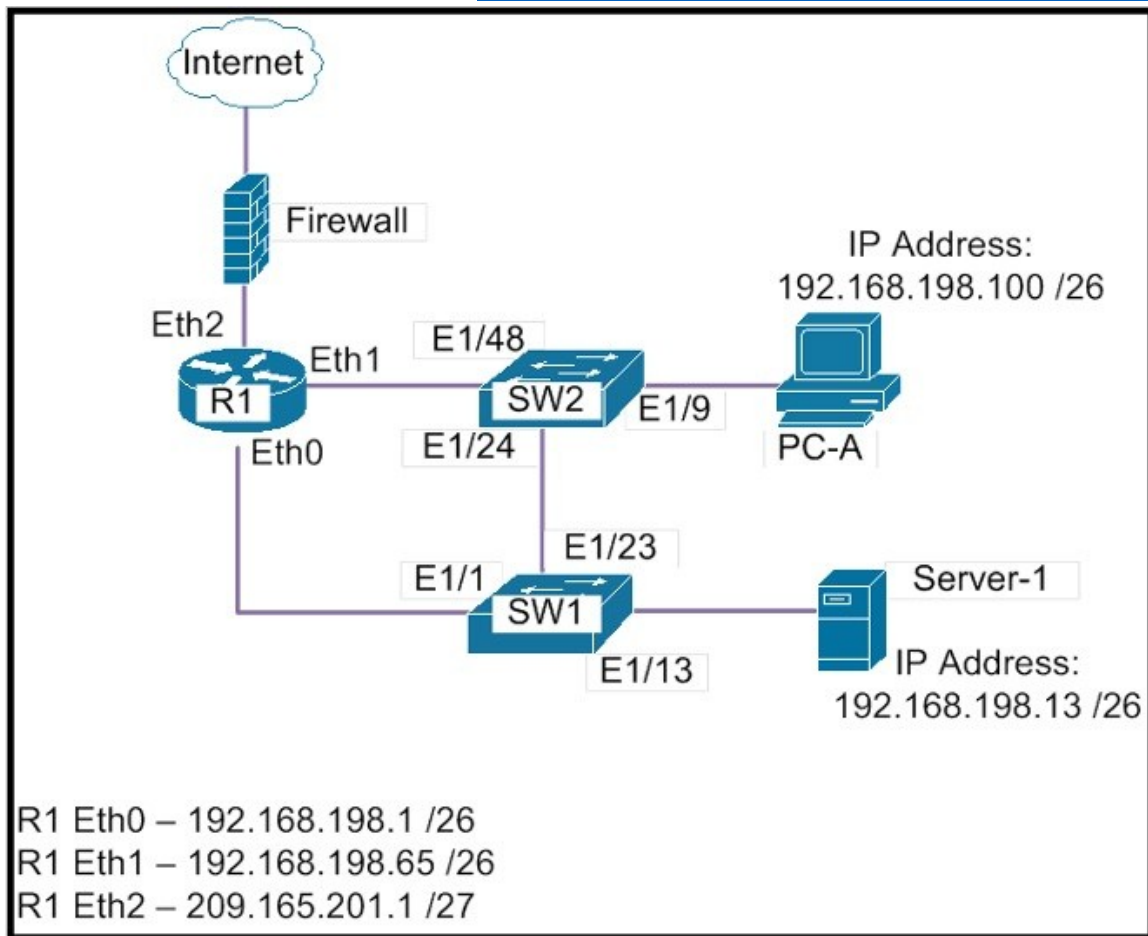 Internet
Firewall
IP Address:
192.168.198.100 /26
Eth2
E1/48
Eth1
R1
SW2
E1/9
Eth0
E1/24
PC-A
E1/23
E1/1
Server-1
SW1
E1/13
IP Address:
192.168.198.13 /26
R1 Eth0 – 192.168.198.1 /26
R1 Eth1 – 192.168.198.65 /26
R1 Eth2 – 209.165.201.1 /27